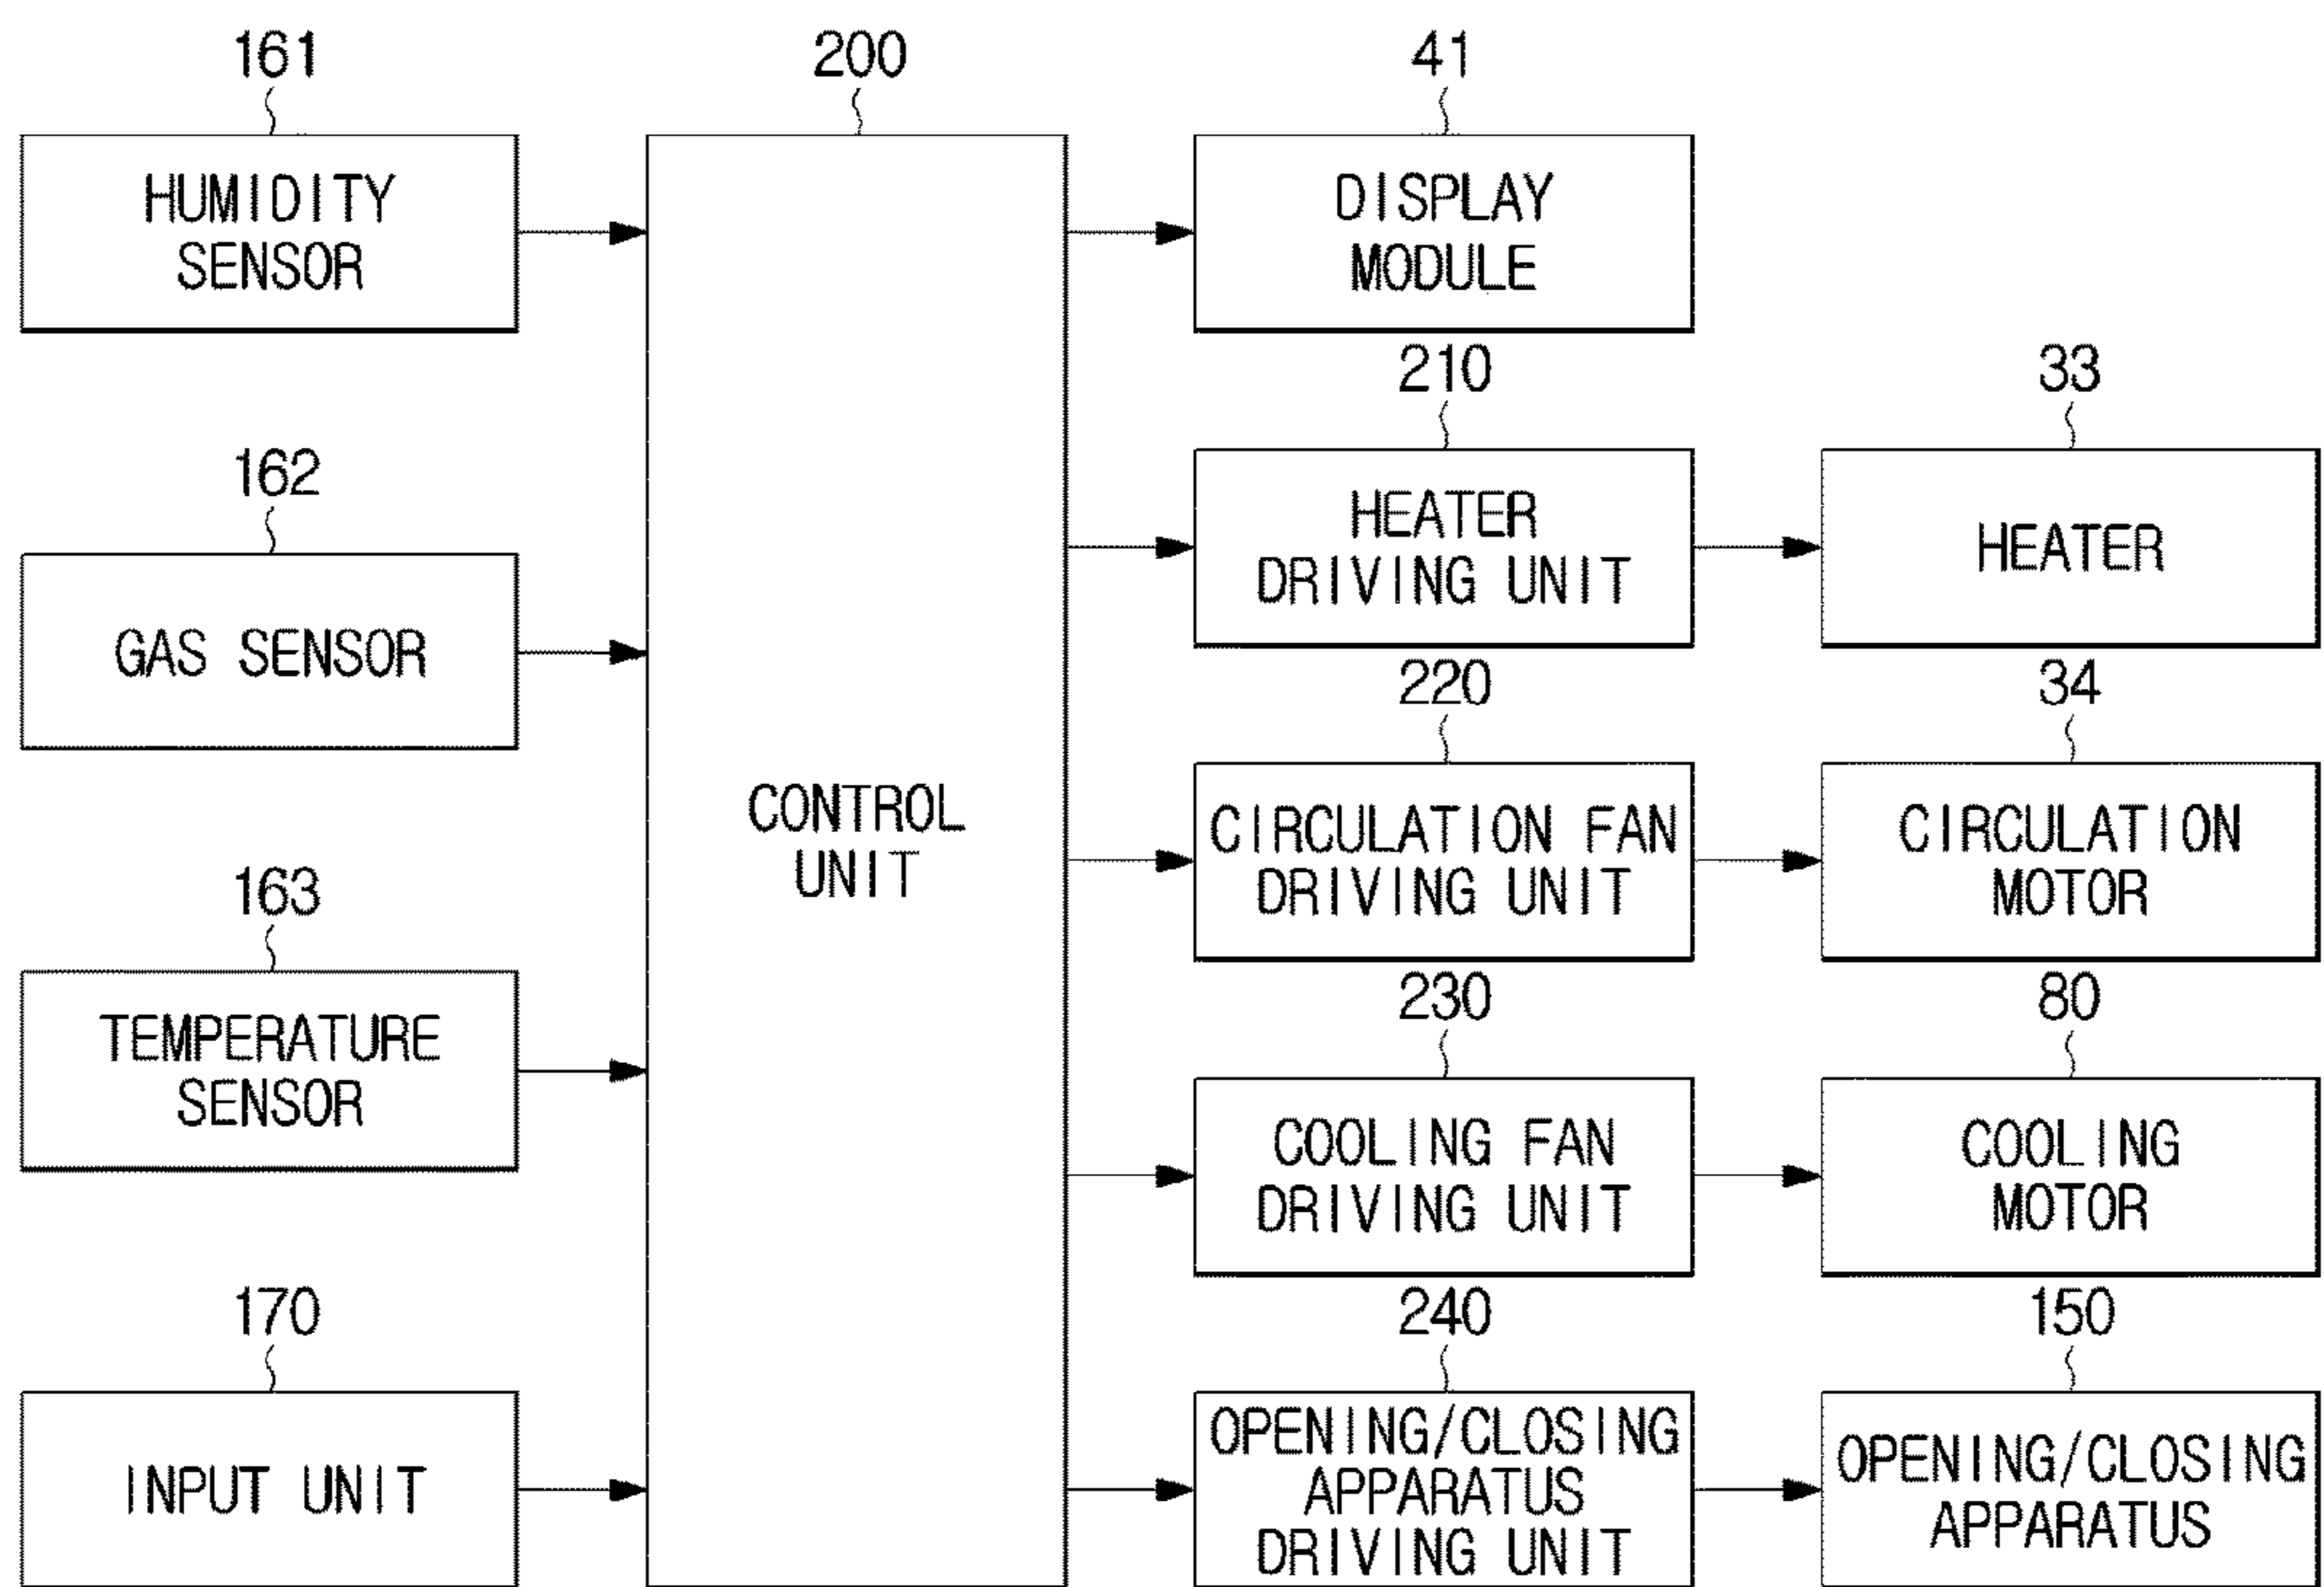 161
200
41
HUMIDITY
SENSOR
DISPLAY
MODULE
210
33
162
HEATER
DRIVING UNIT
HEATER
GAS SENSOR
220
34
CONTROL
UNIT
CIRCULATION FAN
DRIVING UNIT
CIRCULATION
MOTOR
163
230
80
TEMPERATURE
SENSOR
COOLING FAN
DRIVING UNIT
COOLING
MOTOR
170
240
150
INPUT UNIT
OPENING/CLOSING
APPARATUS
DRIVING UNIT
OPENING/CLOSING
APPARATUS